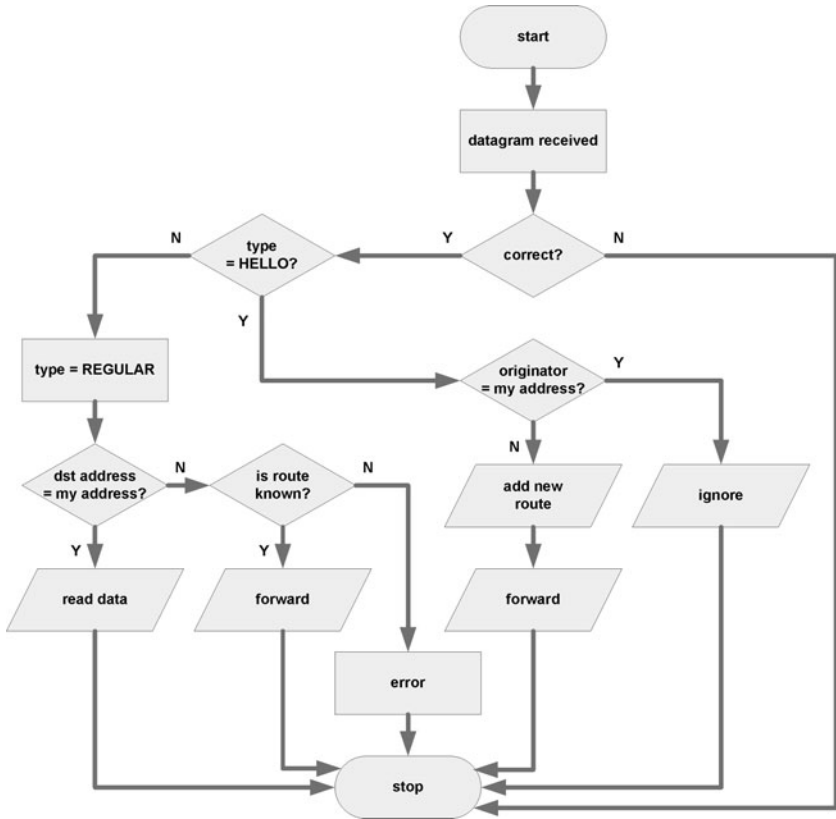 start
datagram received
N
type
= HELLO?
Y
correct?
N
Y
type = REGULAR
originator
= my address?
Y
N
dst address
= my address?
N
is route
known?
N
add new
route
ignore
Y
Y
read data
forward
forward
error
stop